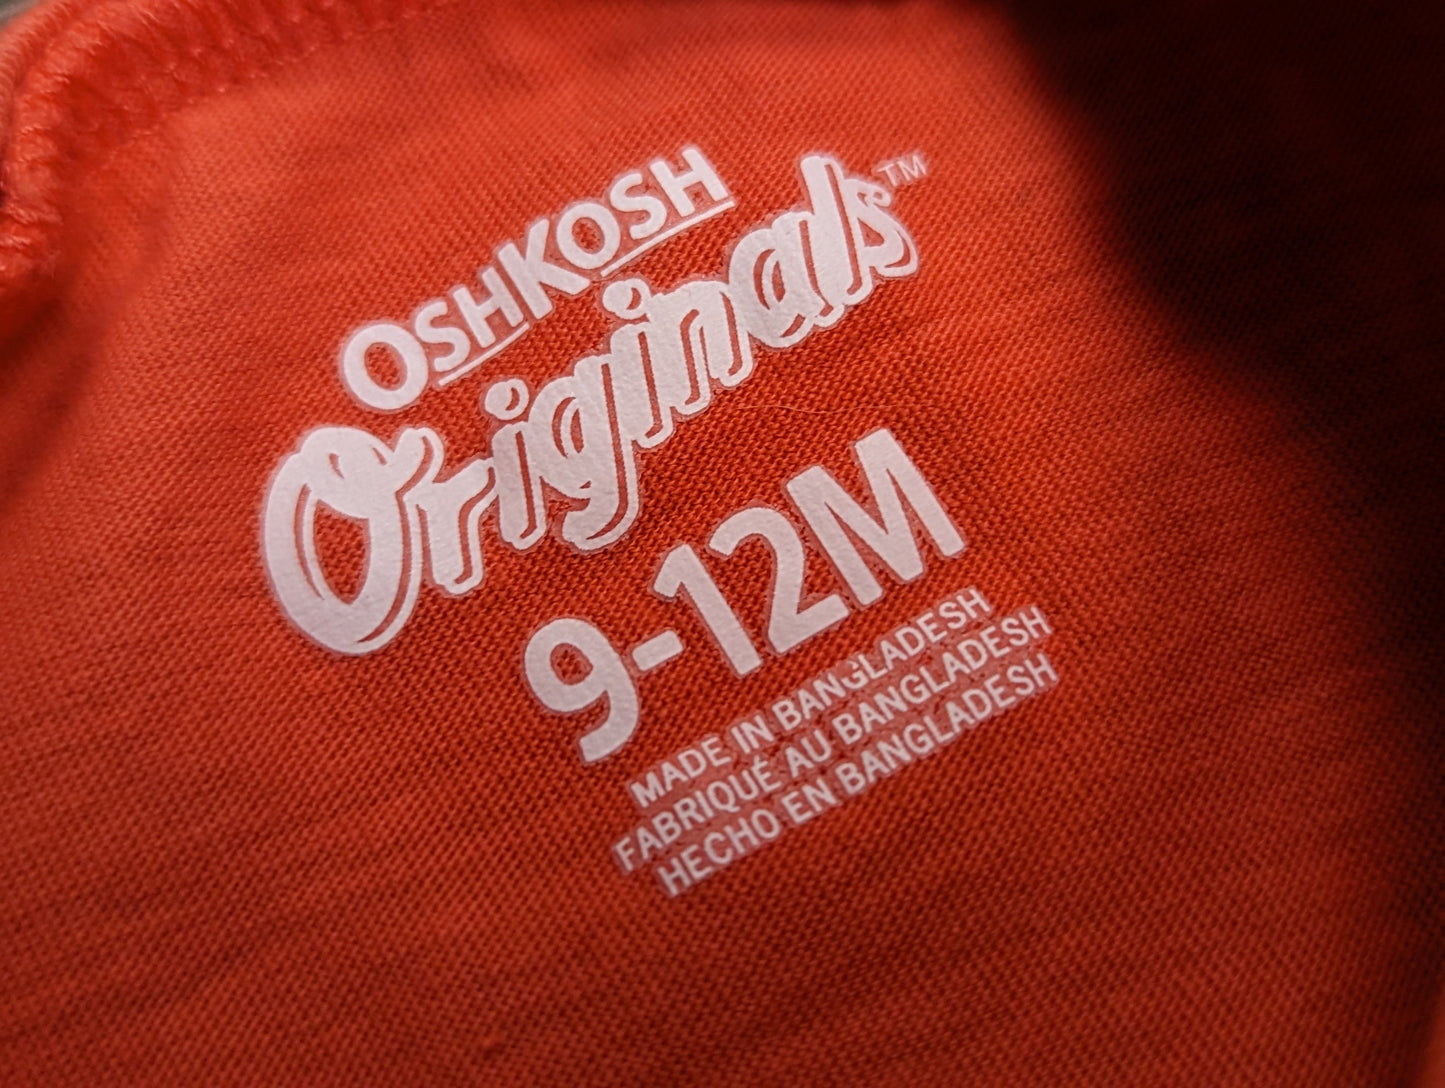 OSHKOSH
Originals™
9-12M
MADE IN BANGLADESH
FABRIQUÉ AU BANGLADESH
HECHO EN BANGLADESH